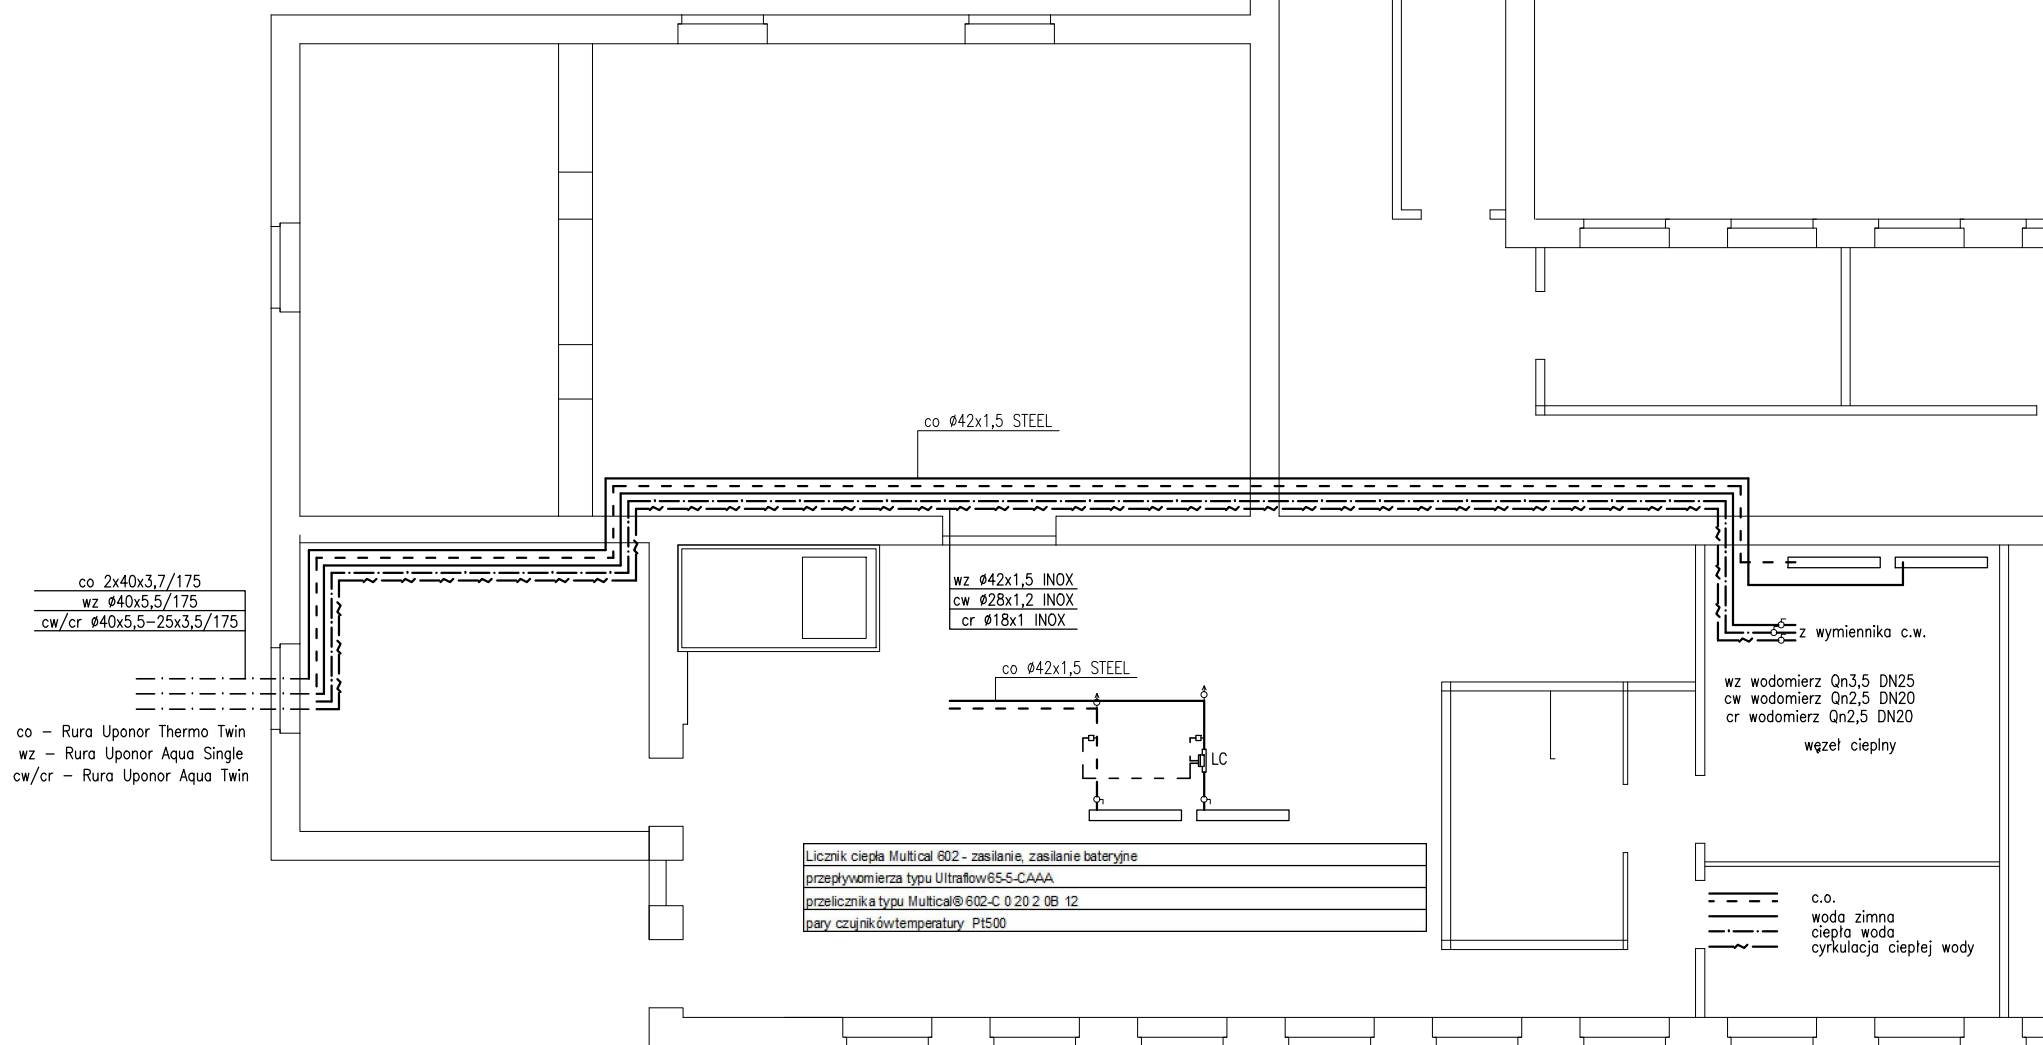 co Ø42x1,5 STEEL
co 2x40x3,7/175
wz Ø40x5,5/175
cw/cr Ø40x5,5-25x3,5/175
wz Ø42x1,5 INOX
cw Ø28x1,2 INOX
cr Ø18x1 INOX
z wymiennika c.w.
co Ø42x1,5 STEEL
wz wodomierz Qn3,5 DN25
cw wodomierz Qn2,5 DN20
cr wodomierz Qn2,5 DN20
węzeł cieplny
co - Rura Uponor Thermo Twin
wz - Rura Uponor Aqua Single
cw/cr - Rura Uponor Aqua Twin
LC
Licznik ciepła Multical 602 - zasilanie, zasilanie bateryjne
przepływomierza typu Ultraflow65-5-CAAA
przelicznika typu Multical® 602-C 0 20 2 0B 12
pary czujników temperatury Pt500
c.o.
woda zimna
ciepła woda
cyrkulacja ciepłej wody